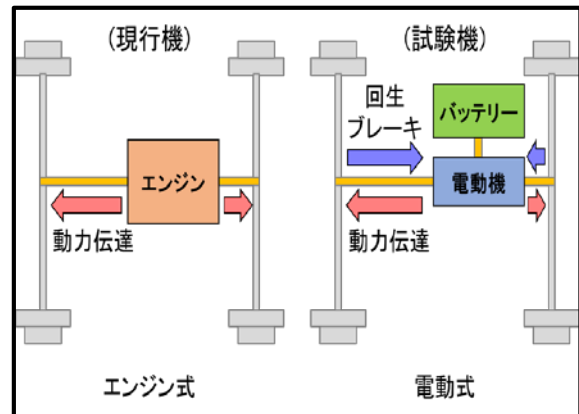 (現行機)
エンジン
動力伝達
エンジン式
(試験機)
回生
ブレーキ
バッテリー
電動機
動力伝達
電動式